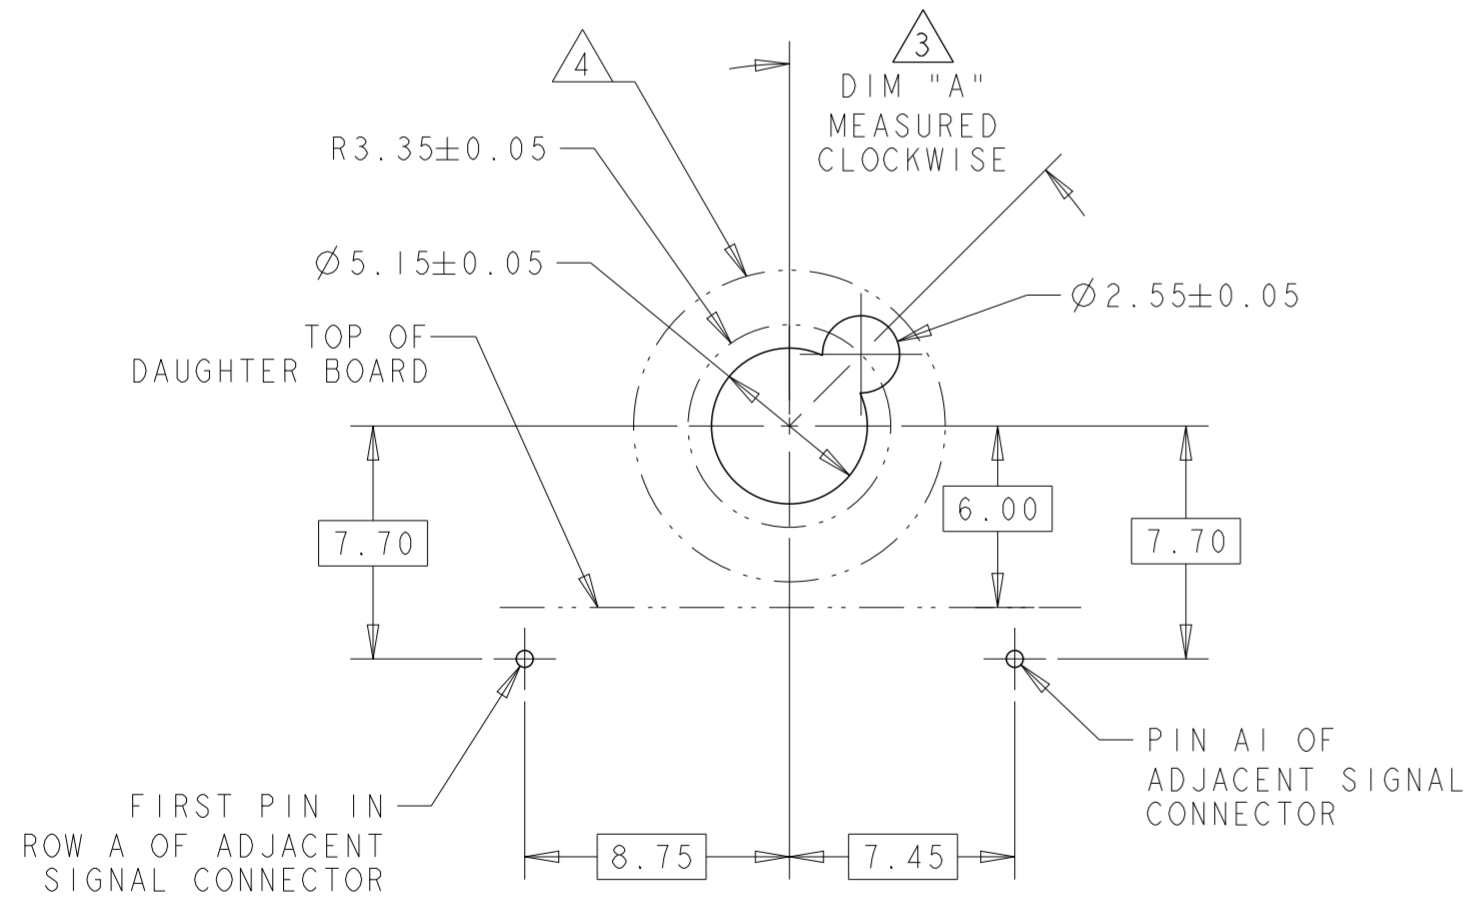 4
3
DIM "A"
MEASURED
CLOCKWISE
R3.35±0.05
Ø5.15±0.05
Ø2.55±0.05
TOP OF
DAUGHTER BOARD
7.70
6.00
7.70
PIN A1 OF
ADJACENT SIGNAL
CONNECTOR
FIRST PIN IN
ROW A OF ADJACENT
SIGNAL CONNECTOR
8.75
7.45